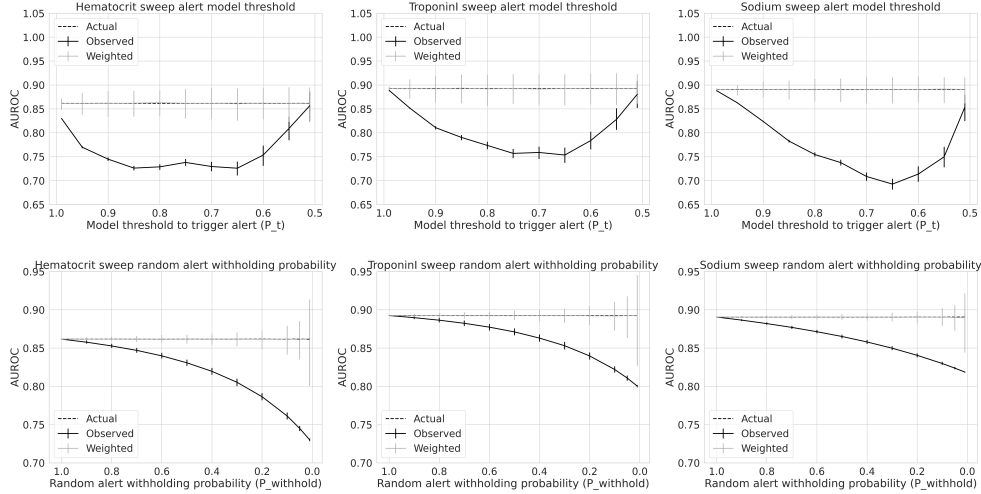 Hematocrit sweep alert model threshold
1.05
1.00
0.95
0.90
0.85
0.80
0.75
0.70
0.65
AUROC
Actual
Observed
Weighted
1.0 0.9 0.8 0.7 0.6 0.5
Model threshold to trigger alert (P_t)
TroponinI sweep alert model threshold
1.05
1.00
0.95
0.90
0.85
0.80
0.75
0.70
0.65
AUROC
Actual
Observed
Weighted
1.0 0.9 0.8 0.7 0.6 0.5
Model threshold to trigger alert (P_t)
Sodium sweep alert model threshold
1.05
1.00
0.95
0.90
0.85
0.80
0.75
0.70
0.65
AUROC
Actual
Observed
Weighted
1.0 0.9 0.8 0.7 0.6 0.5
Model threshold to trigger alert (P_t)
Hematocrit sweep random alert withholding probability
0.95
0.90
0.85
0.80
0.75
0.70
AUROC
Actual
Observed
Weighted
1.0 0.8 0.6 0.4 0.2 0.0
Random alert withholding probability (P_withhold)
TroponinI sweep random alert withholding probability
0.95
0.90
0.85
0.80
0.75
0.70
AUROC
Actual
Observed
Weighted
1.0 0.8 0.6 0.4 0.2 0.0
Random alert withholding probability (P_withhold)
Sodium sweep random alert withholding probability
0.95
0.90
0.85
0.80
0.75
0.70
AUROC
Actual
Observed
Weighted
1.0 0.8 0.6 0.4 0.2 0.0
Random alert withholding probability (P_withhold)